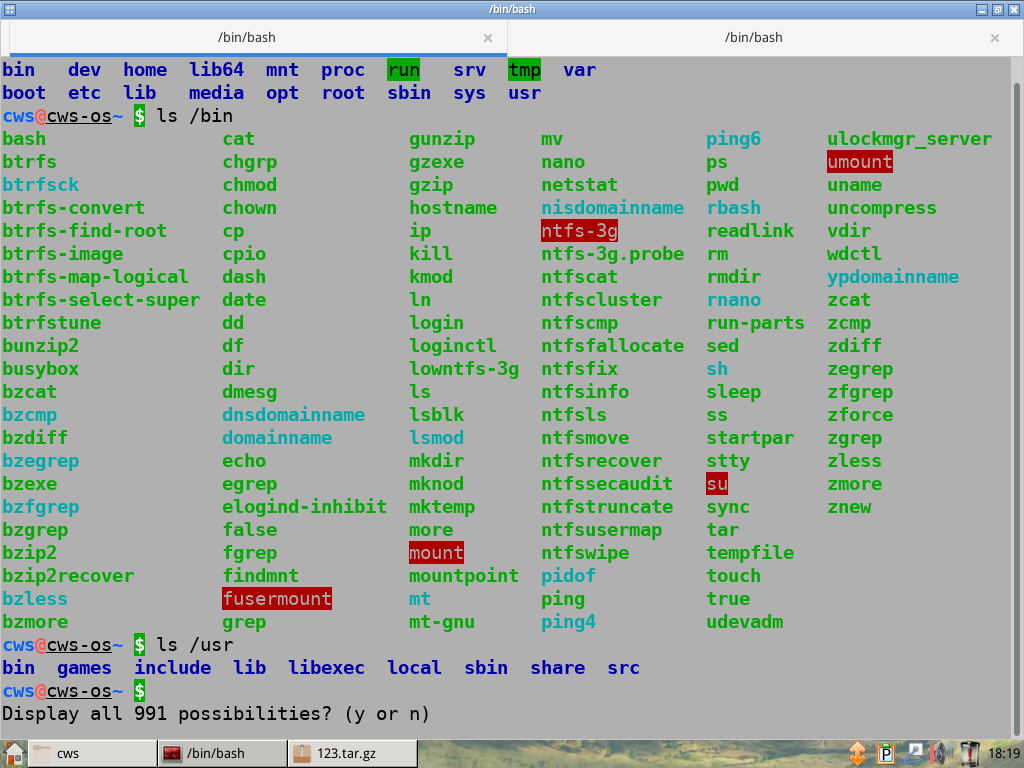 /bin/bash
/bin/bash × /bin/bash ×
bin dev home lib64 mnt proc run srv tmp var
boot etc lib media opt root sbin sys usr
cws@cws-os~ $ ls /bin
bash cat gunzip mv ping6 ulockmgr_server
btrfs chgrp gzexe nano ps umount
btrfsck chmod gzip netstat pwd uname
btrfs-convert chown hostname nisdomainname rbash uncompress
btrfs-find-root cp ip ntfs-3g readlink vdir
btrfs-image cpio kill ntfs-3g.probe rm wdctl
btrfs-map-logical dash kmod ntfscat rmdir ypdomainname
btrfs-select-super date ln ntfscluster rnano zcat
btrfstune dd login ntfscmp run-parts zcmp
bunzip2 df loginctl ntfsfallocate sed zdiff
busybox dir lowntfs-3g ntfsfix sh zegrep
bzcat dmesg ls ntfsinfo sleep zfgrep
bzcmp dnsdomainname lsblk ntfsls ss zforce
bzdiff domainname lsmod ntfsmove startpar zgrep
bzegrep echo mkdir ntfsrecover stty zless
bzexe egrep mknod ntfssecaudit su zmore
bzfgrep elogind-inhibit mktemp ntfstruncate sync znew
bzgrep false more ntfsusermap tar
bzip2 fgrep mount ntfswipe tempfile
bzip2recover findmnt mountpoint pidof touch
bzless fusermount mt ping true
bzmore grep mt-gnu ping4 udevadm
cws@cws-os~ $ ls /usr
bin games include lib libexec local sbin share src
cws@cws-os~ $
Display all 991 possibilities? (y or n)
cws /bin/bash 123.tar.gz P 18:19